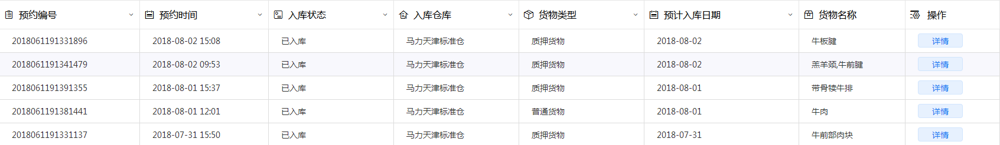 预约编号 预约时间 入库状态 入库仓库 货物类型 预计入库日期 货物名称 操作
2018061191331896 2018-08-02 15:08 已入库 马力天津标准仓 质押货物 2018-08-02 牛板腱 详情
2018061191341479 2018-08-02 09:53 已入库 马力天津标准仓 质押货物 2018-08-02 羔羊颈,牛前腱 详情
2018061191391355 2018-08-01 15:37 已入库 马力天津标准仓 质押货物 2018-08-01 带骨犊牛排 详情
2018061191381441 2018-08-01 12:01 已入库 马力天津标准仓 普通货物 2018-08-01 牛肉 详情
2018061191331137 2018-07-31 15:50 已入库 马力天津标准仓 质押货物 2018-07-31 牛前部肉块 详情